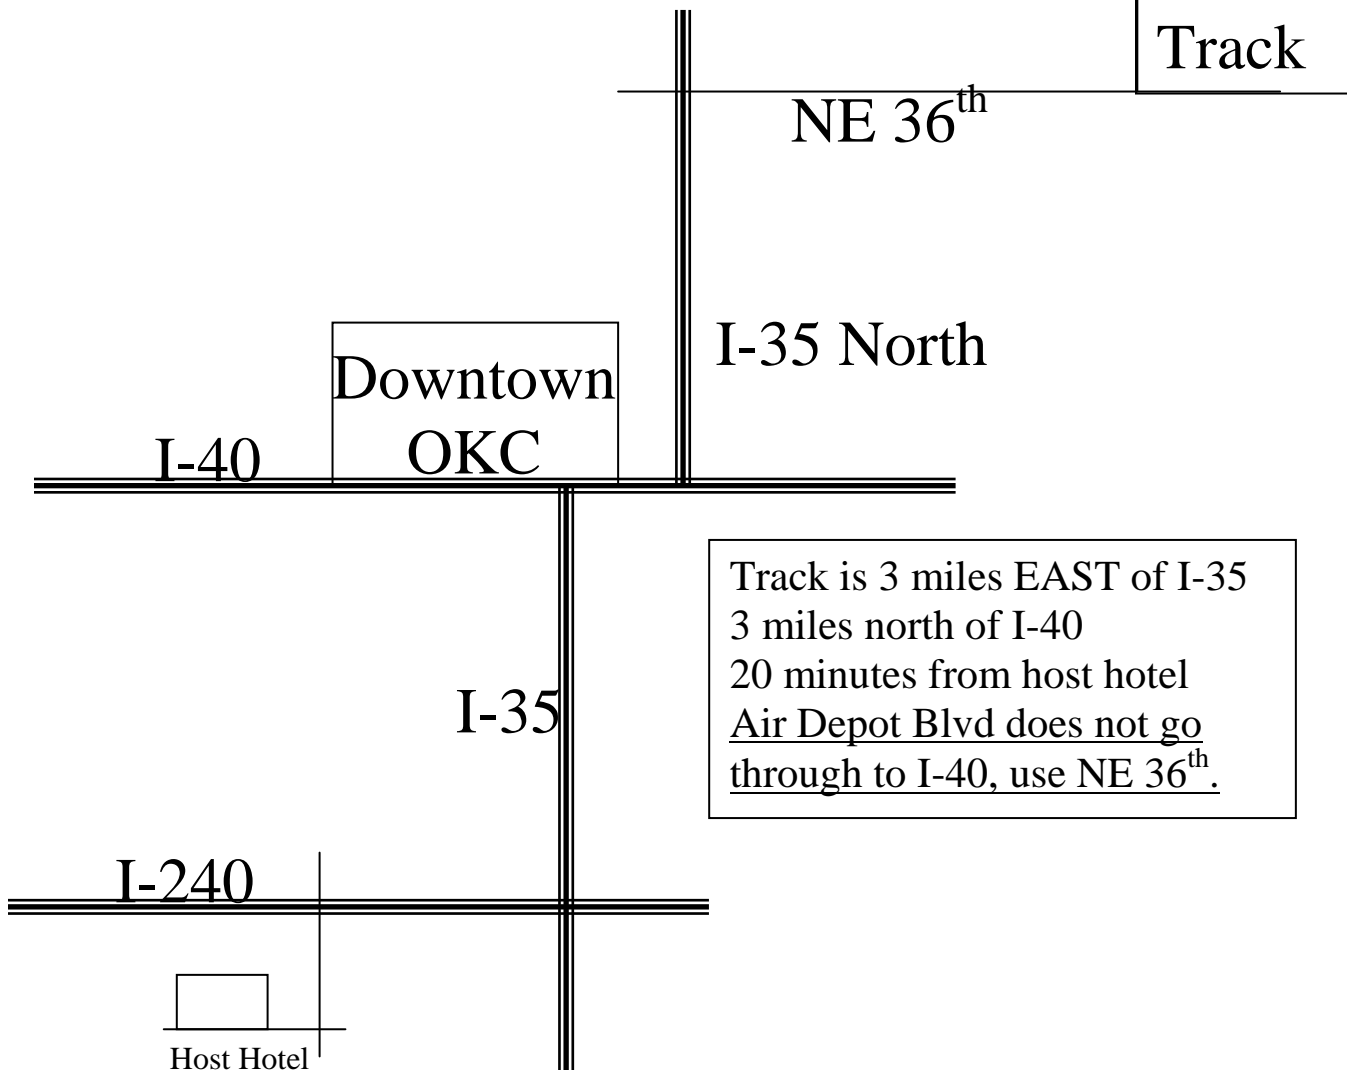 Track
NE 36th
I-35 North
Downtown
OKC
I-40
Track is 3 miles EAST of I-35
3 miles north of I-40
20 minutes from host hotel
Air Depot Blvd does not go
through to I-40, use NE 36th.
I-35
I-240
Host Hotel